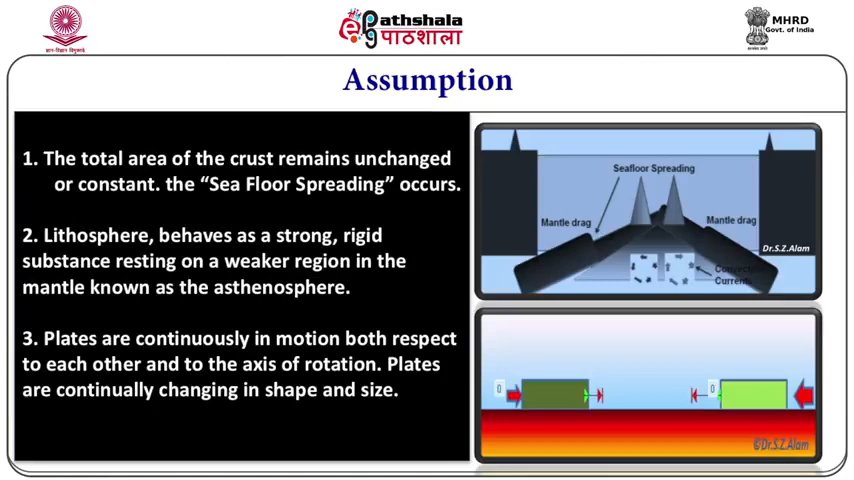 Pathshala
पाठशाला
MHRD
Govt. of India
Assumption
1. The total area of the crust remains unchanged
or constant. the “Sea Floor Spreading” occurs.
2. Lithosphere, behaves as a strong, rigid
substance resting on a weaker region in the
mantle known as the asthenosphere.
3. Plates are continuously in motion both respect
to each other and to the axis of rotation. Plates
are continually changing in shape and size.
Seafloor Spreading
Mantle drag
Mantle drag
Dr.S.Z.Alam
Convection
Currents
0
0
©Dr.S.Z.Alam